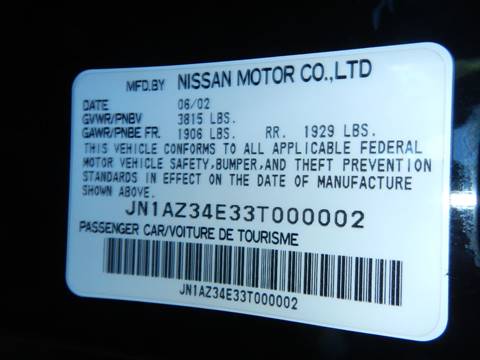 MFD.BY NISSAN MOTOR CO.,LTD
DATE 06/02
GVWR/PNBV 3815 LBS.
GAWR/PNBE FR. 1906 LBS. RR. 1929 LBS.
THIS VEHICLE CONFORMS TO ALL APPLICABLE FEDERAL
MOTOR VEHICLE SAFETY,BUMPER,AND THEFT PREVENTION
STANDARDS IN EFFECT ON THE DATE OF MANUFACTURE
SHOWN ABOVE.
JN1AZ34E33T000002
PASSENGER CAR/VOITURE DE TOURISME
JN1AZ34E33T000002